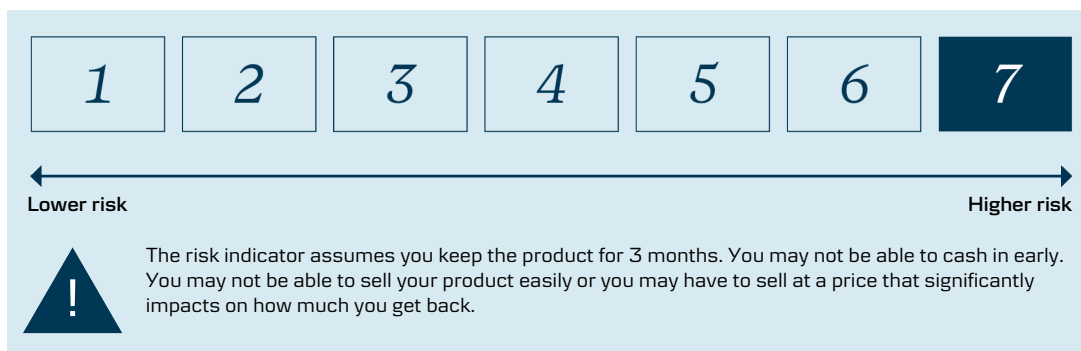 1 2 3 4 5 6 7
Lower risk Higher risk
The risk indicator assumes you keep the product for 3 months. You may not be able to cash in early.
You may not be able to sell your product easily or you may have to sell at a price that significantly
impacts on how much you get back.
!